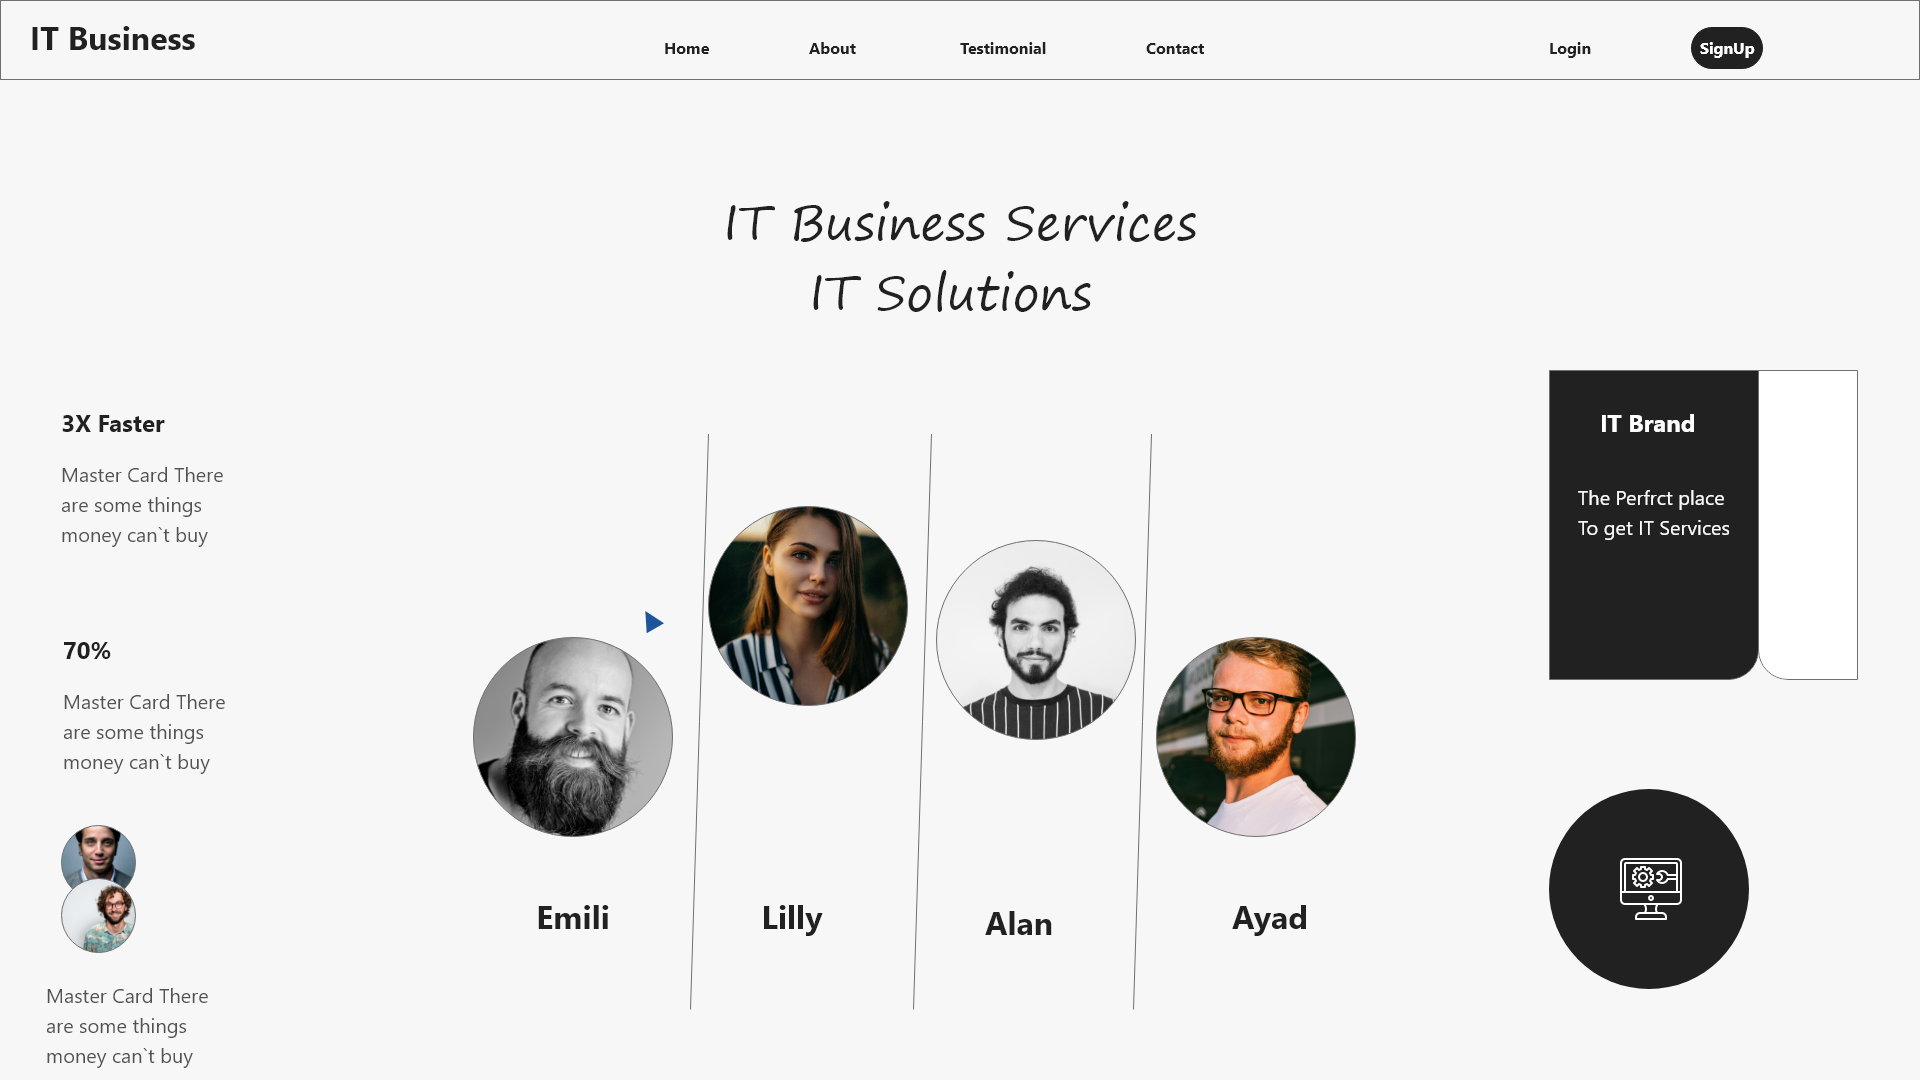 IT Business
Home About Testimonial Contact Login SignUp
IT Business Services
IT Solutions
3X Faster
Master Card There
are some things
money can`t buy
70%
Master Card There
are some things
money can`t buy
Master Card There
are some things
money can`t buy
Emili
Lilly
Alan
Ayad
IT Brand
The Perfrct place
To get IT Services